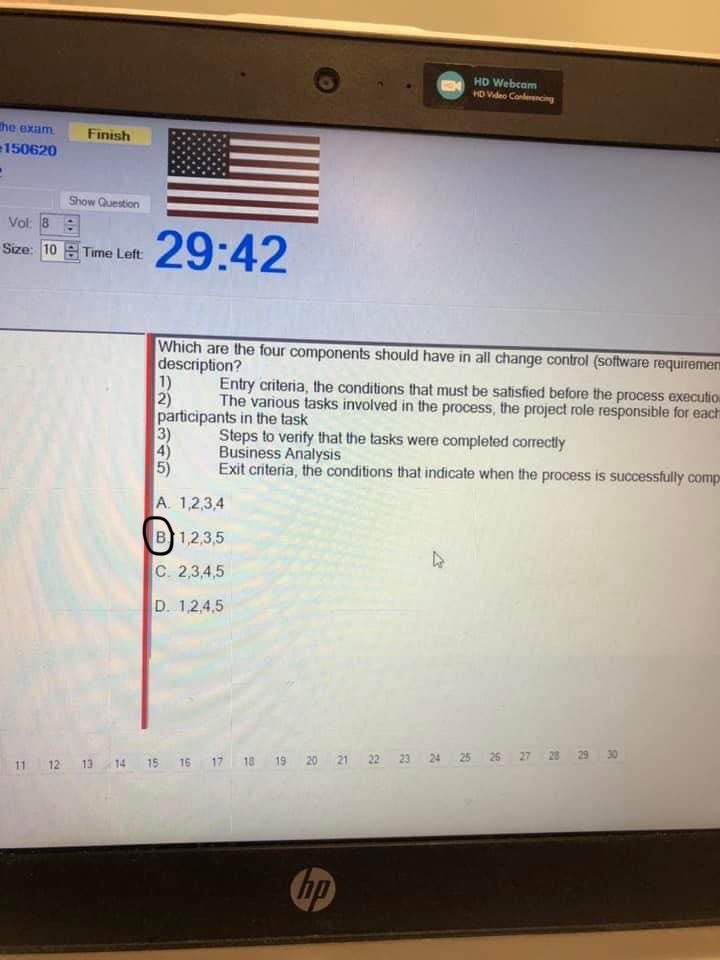 HD Webcam
HD Video Conferencing
the exam.
Finish
150620
Show Question
Vol: 8
Size: 10 Time Left: 29:42
Which are the four components should have in all change control (software
description?
1) Entry criteria, the conditions that must be satisfied before the process
2) The various tasks involved in the process, the project role responsible for each
participants in the task
3) Steps to verify that the tasks were completed correctly
4) Business Analysis
5) Exit criteria, the conditions that indicate when the process is successfully
A. 1,2,3,4
B. 1,2,3,5
C. 2,3,4,5
D. 1,2,4,5
11 12 13 14 15 16 17 18 19 20 21 22 23 24 25 26 27 28 29 30
hp